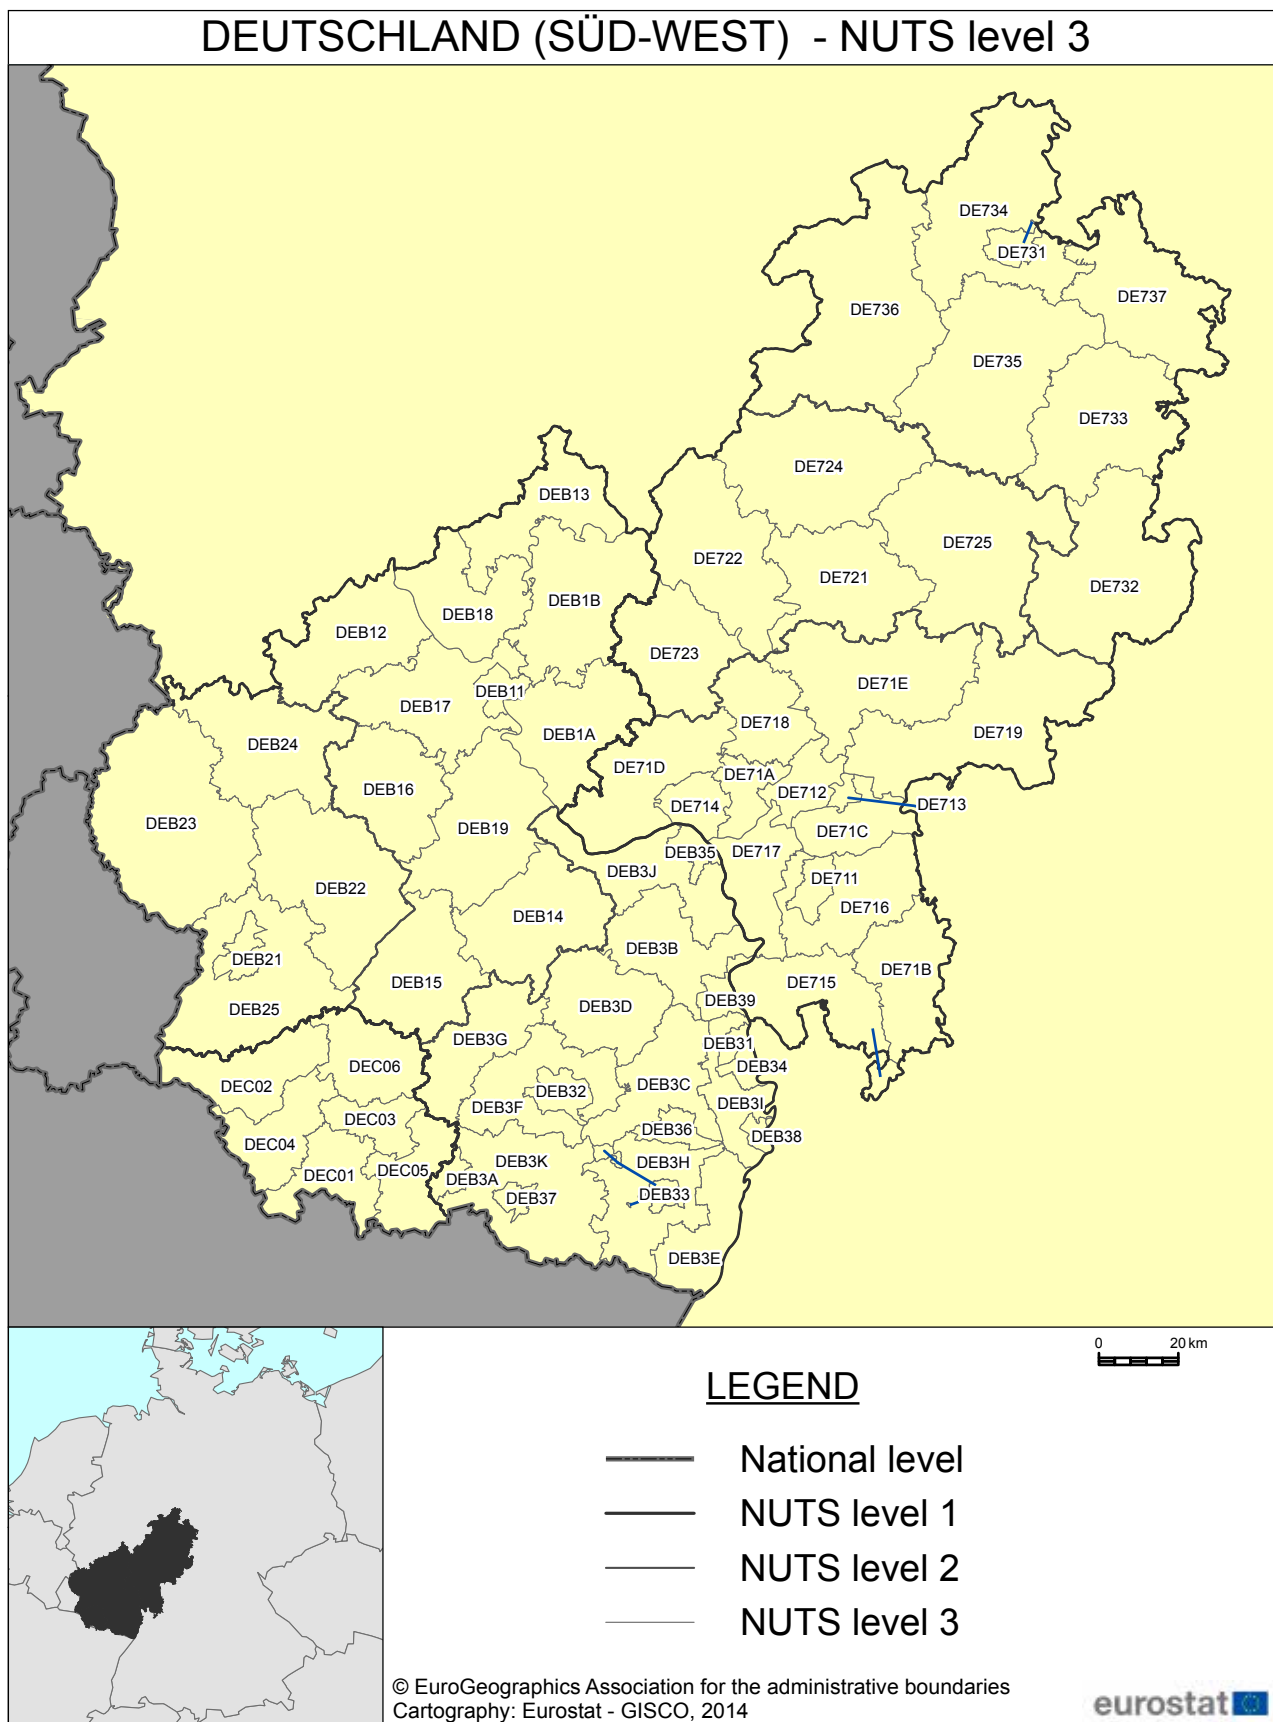 DEUTSCHLAND (SÜD-WEST) - NUTS level 3
DE734
DE731
DE737
DE736
DE735
DE733
DE724
DEB13
DE725
DE722
DE721
DE732
DEB1B
DEB18
DEB12
DE723
DE71E
DEB11
DEB17
DE718
DE719
DEB1A
DEB24
DE71D
DE71A
DEB16
DE712
DE714
DE713
DEB23
DEB19
DE71C
DEB35
DE717
DEB3J
DE711
DEB22
DE716
DEB14
DEB3B
DEB21
DE71B
DEB15
DE715
DEB39
DEB3D
DEB25
DEB3G
DEB31
DEC06
DEB34
DEC02
DEB3C
DEB32
DEB3I
DEB3F
DEC03
DEB36
DEB38
DEC04
DEB3K
DEB3H
DEC05
DEC01
DEB3A
DEB33
DEB37
DEB3E
0 20 km
LEGEND
National level
NUTS level 1
NUTS level 2
NUTS level 3
© EuroGeographics Association for the administrative boundaries
Cartography: Eurostat - GISCO, 2014
eurostat